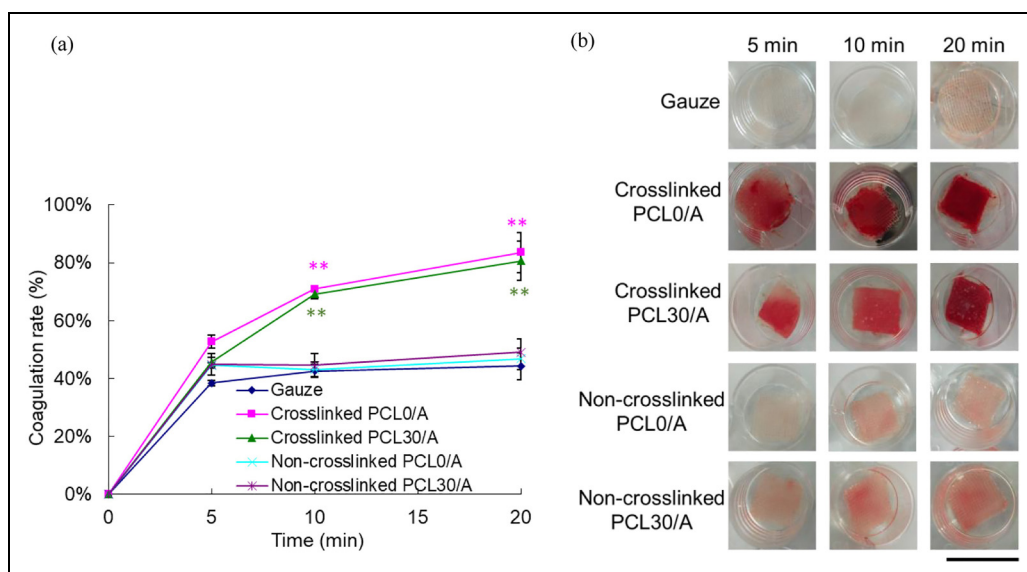 (a)
100%
80%
60%
40%
20%
0%
Coagulation rate (%)
0
5
10
15
20
Time (min)
**
**
**
**
Gauze
Crosslinked PCL0/A
Crosslinked PCL30/A
Non-crosslinked PCL0/A
Non-crosslinked PCL30/A
(b)
5 min
10 min
20 min
Gauze
Crosslinked
PCL0/A
Crosslinked
PCL30/A
Non-crosslinked
PCL0/A
Non-crosslinked
PCL30/A